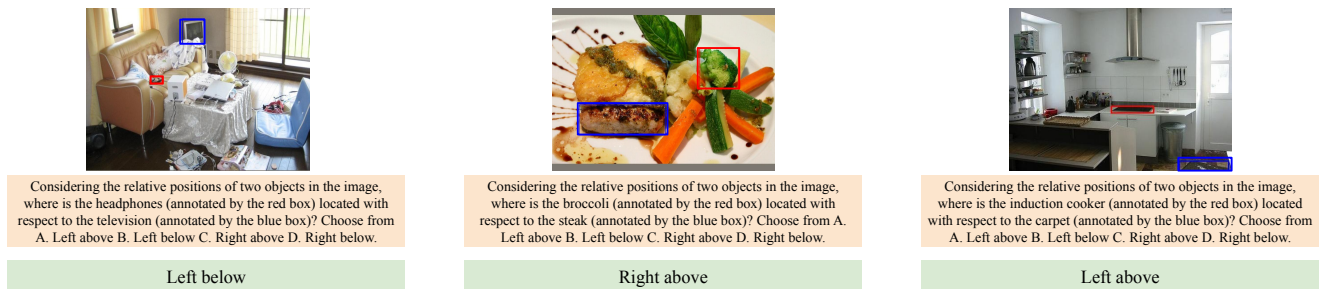 Considering the relative positions of two objects in the image,
where is the headphones (annotated by the red box) located with
respect to the television (annotated by the blue box)? Choose from
A. Left above B. Left below C. Right above D. Right below.
Left below
Considering the relative positions of two objects in the image,
where is the broccoli (annotated by the red box) located with
respect to the steak (annotated by the blue box)? Choose from A.
Left above B. Left below C. Right above D. Right below.
Right above
Considering the relative positions of two objects in the image,
where is the induction cooker (annotated by the red box) located
with respect to the carpet (annotated by the blue box)? Choose from
A. Left above B. Left below C. Right above D. Right below.
Left above